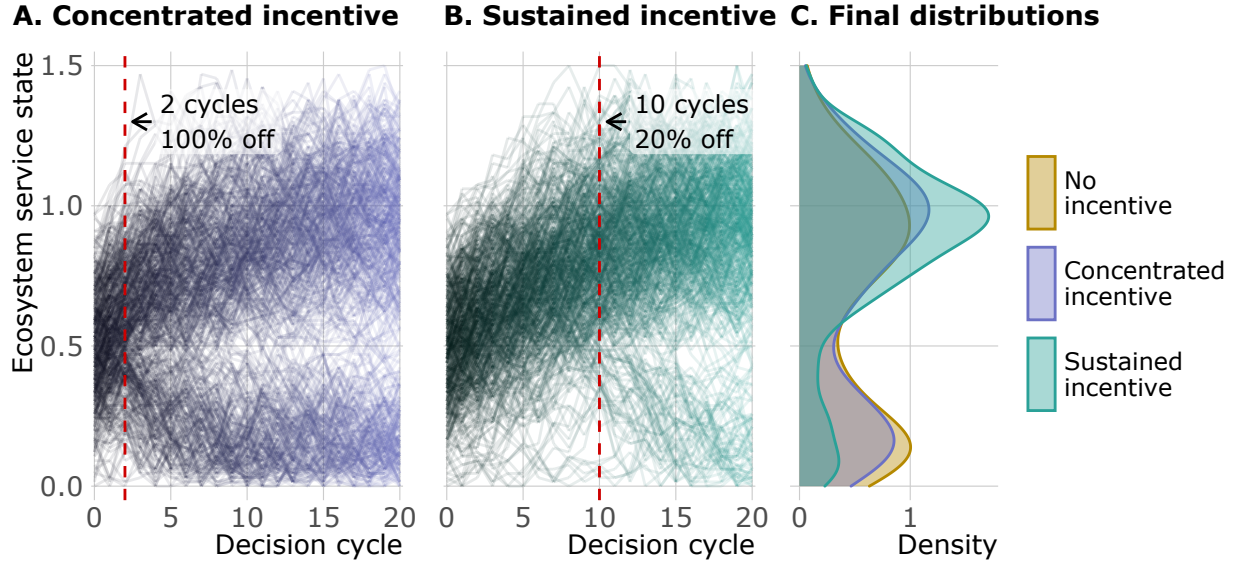 A. Concentrated incentive
B. Sustained incentive
C. Final distributions
Ecosystem service state
1.5
1.0
0.5
0.0
2 cycles
100% off
0
5
10
15
20
Decision cycle
10 cycles
20% off
0
5
10
15
20
Decision cycle
0
1
Density
No
incentive
Concentrated
incentive
Sustained
incentive